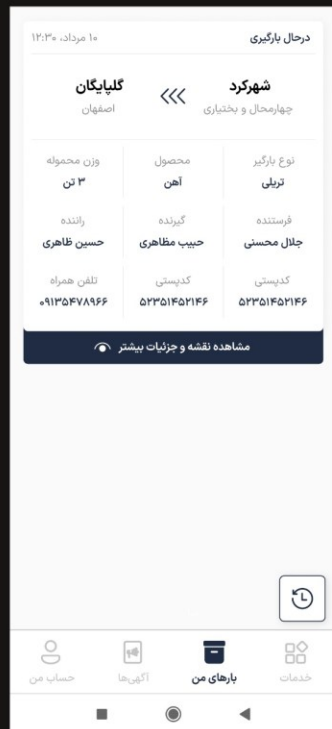 درحال بارگیری
۱۰ مرداد، ۱۲:۳۰
شهرکرد
گلپایگان
چهارمحال و بختیاری
اصفهان
نوع بارگیر محصول وزن محموله
تریلی آهن ۳ تن
فرستنده گیرنده راننده
جلال محسنی حبیب مظاهری حسین طاهری
کدپستی کدپستی تلفن همراه
۵۲۳۵۱۴۵۲۱۴۶ ۵۲۳۵۱۴۵۲۱۴۶ ۰۹۱۳۵۴۷۸۹۶۶
مشاهده نقشه و جزئیات بیشتر
خدمات بارهای من آگهی‌ها حساب من